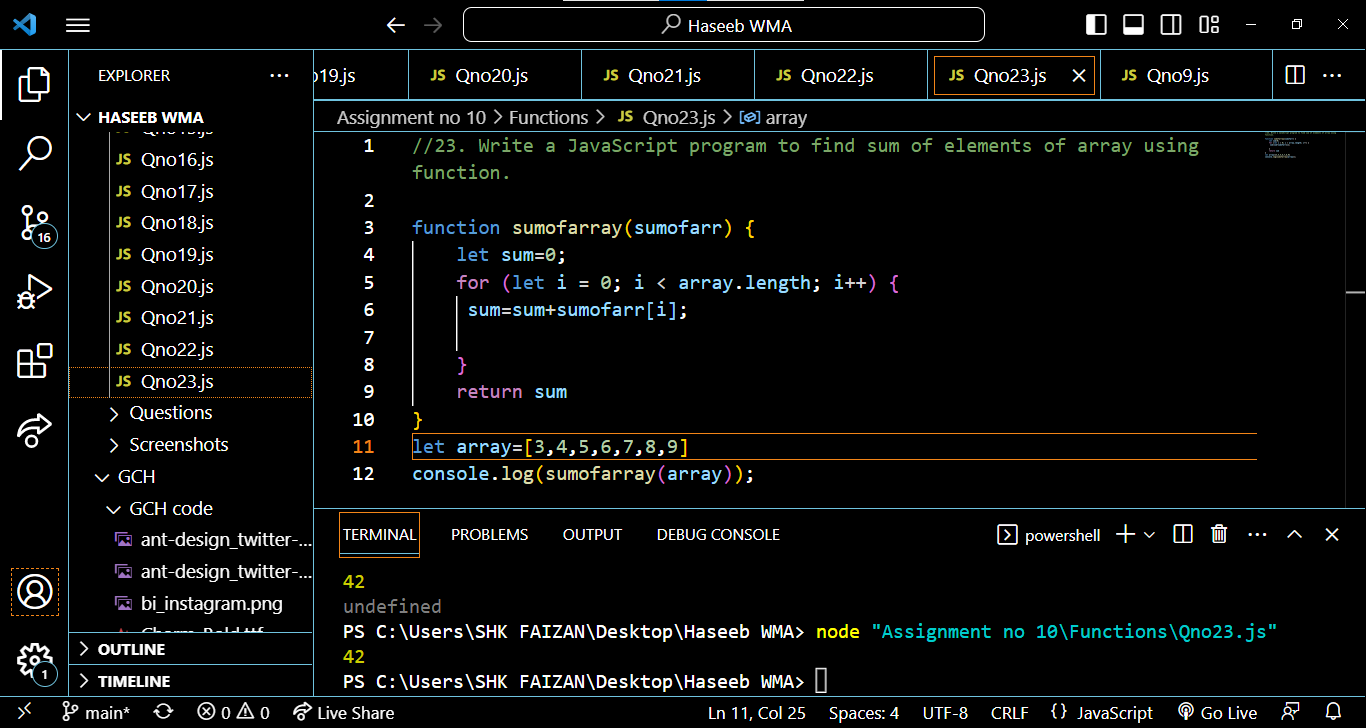 Haseeb WMA
EXPLORER
o19.js
JS Qno20.js
JS Qno21.js
JS Qno22.js
JS Qno23.js
JS Qno9.js
HASEEB WMA
Assignment no 10 > Functions > JS Qno23.js > array
JS Qno16.js
JS Qno17.js
JS Qno18.js
JS Qno19.js
JS Qno20.js
JS Qno21.js
JS Qno22.js
JS Qno23.js
Questions
Screenshots
GCH
GCH code
ant-design_twitter-...
ant-design_twitter-...
bi_instagram.png
OUTLINE
TIMELINE
16
1
1 //23. Write a JavaScript program to find sum of elements of array using
function.
2
3 function sumofarray(sumofarr) {
4 let sum=0;
5 for (let i = 0; i < array.length; i++) {
6 sum=sum+sumofarr[i];
7
8 }
9 return sum
10 }
11 let array=[3,4,5,6,7,8,9]
12 console.log(sumofarray(array));
TERMINAL PROBLEMS OUTPUT DEBUG CONSOLE powershell
42
undefined
PS C:\Users\SHK FAIZAN\Desktop\Haseeb WMA> node "Assignment no 10\Functions\Qno23.js"
42
PS C:\Users\SHK FAIZAN\Desktop\Haseeb WMA>
main* 0 0 Live Share Ln 11, Col 25 Spaces: 4 UTF-8 CRLF {} JavaScript Go Live